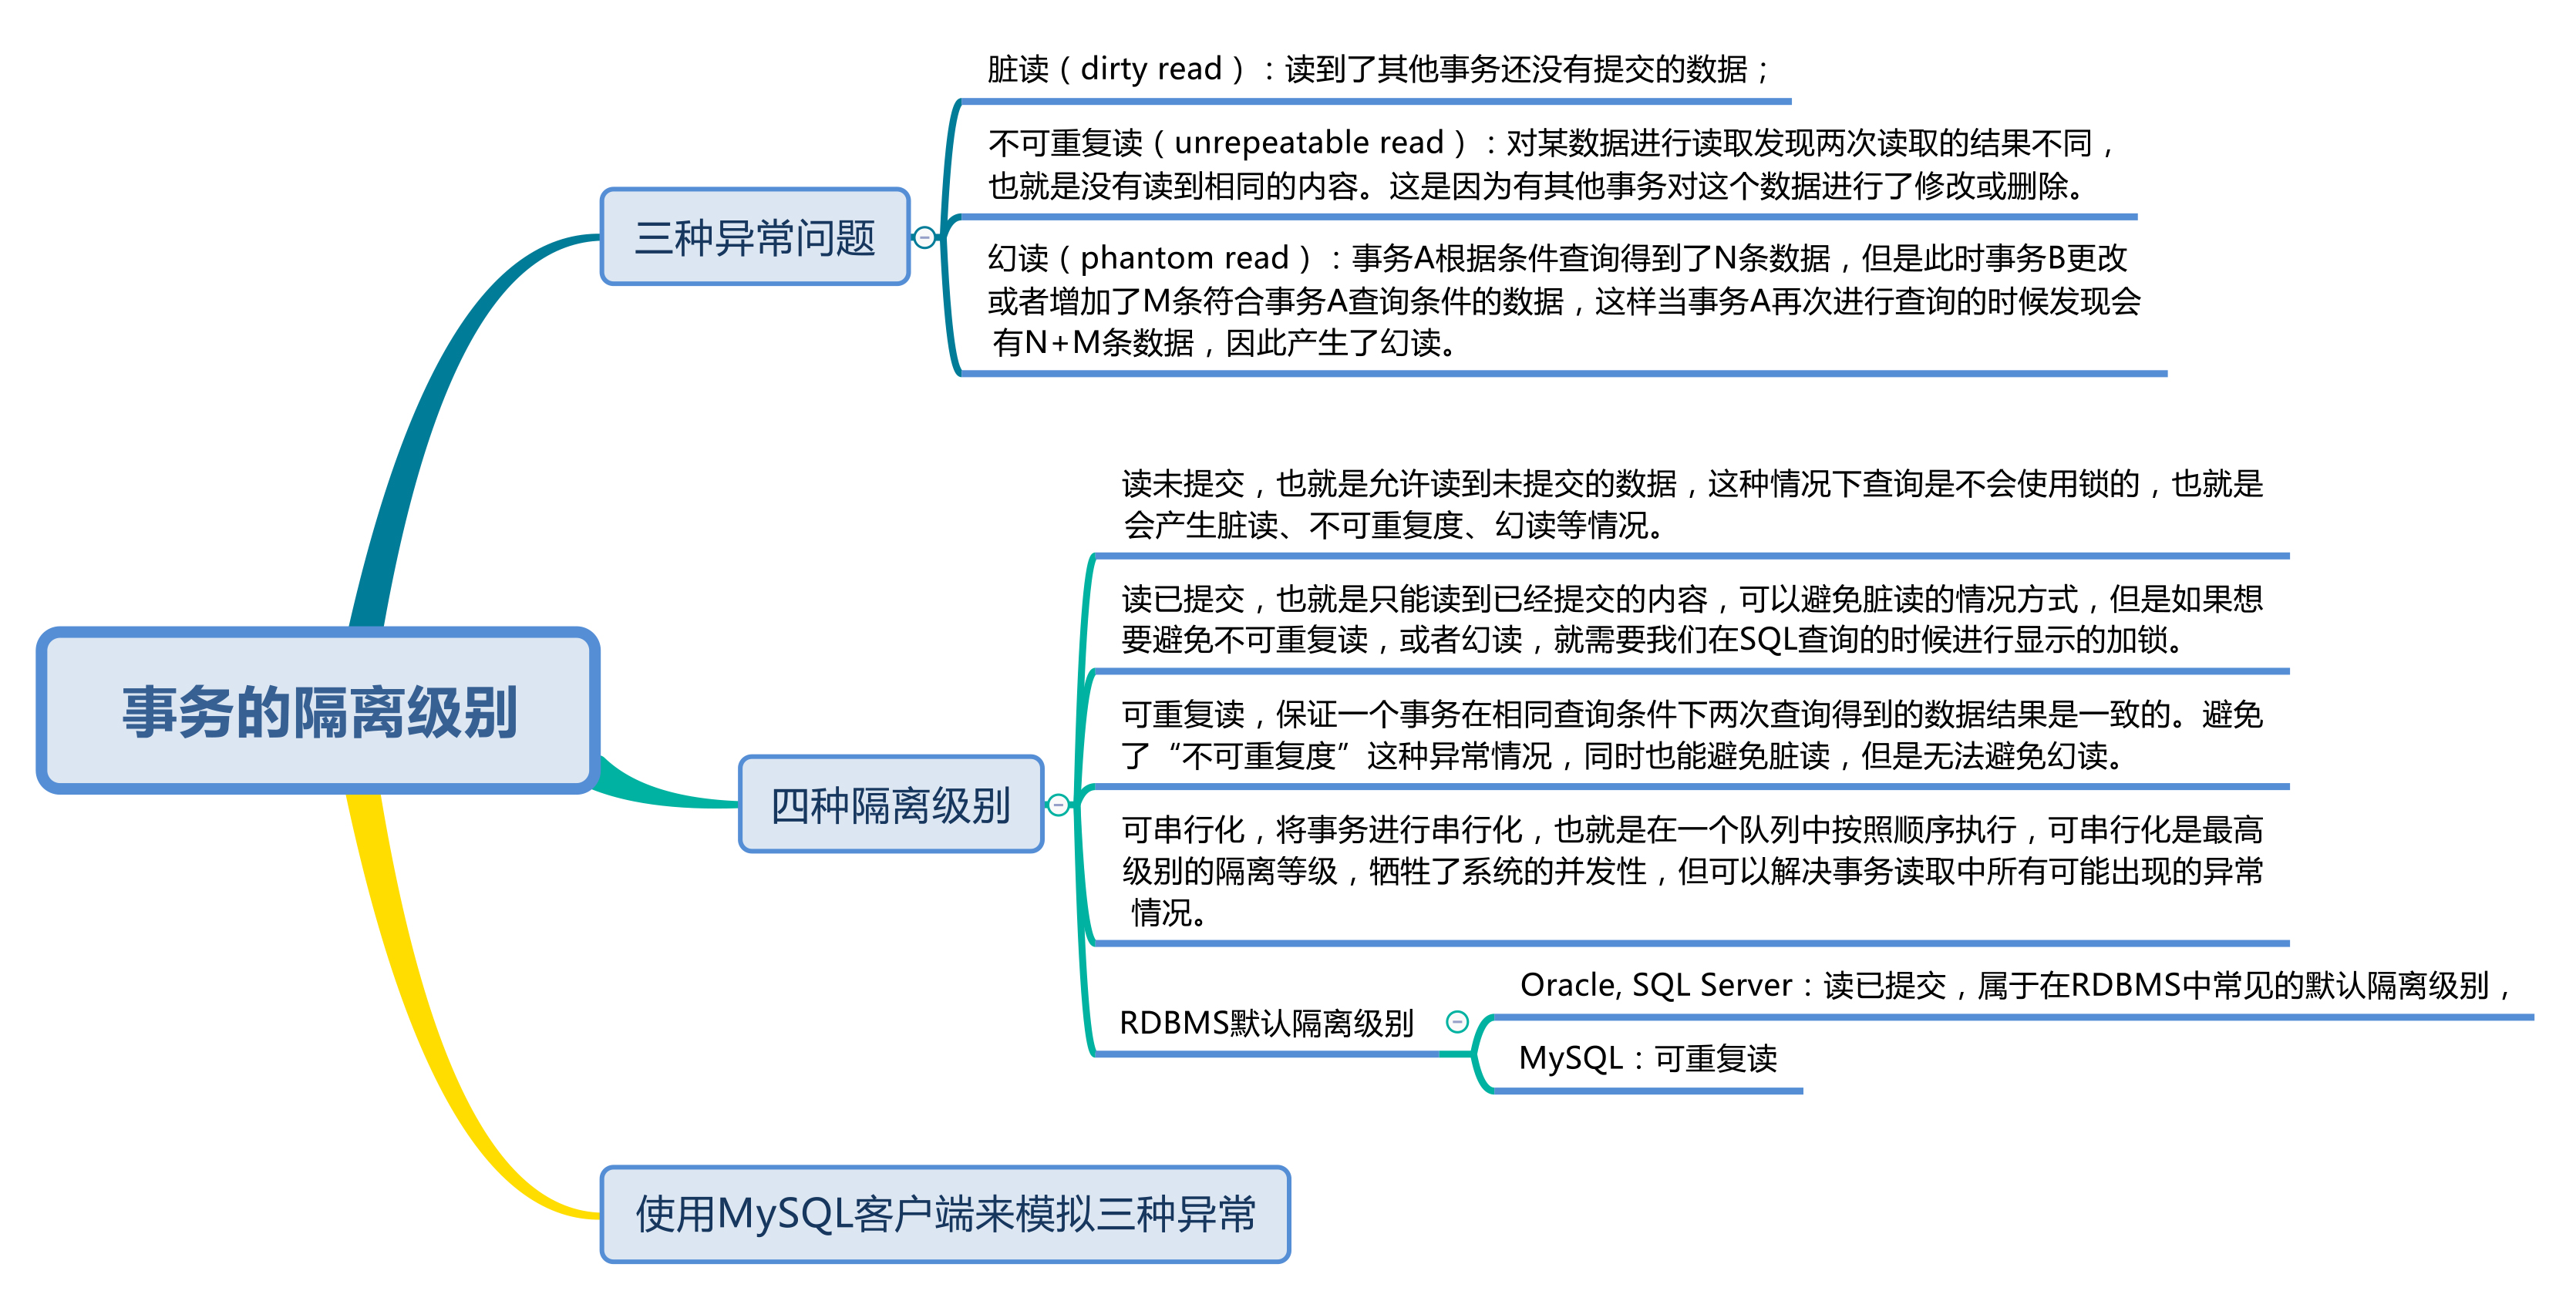 脏读（dirty read）：读到了其他事务还没有提交的数据；
不可重复读（unrepeatable read）：对某数据进行读取发现两次读取的结果不同，
也就是没有读到相同的内容。这是因为有其他事务对这个数据进行了修改或删除。
三种异常问题
幻读（phantom read）：事务A根据条件查询得到了N条数据，但是此时事务B更改
或者增加了M条符合事务A查询条件的数据，这样当事务A再次进行查询的时候发现会
有N+M条数据，因此产生了幻读。
读未提交，也就是允许读到未提交的数据，这种情况下查询是不会使用锁的，也就是
会产生脏读、不可重复度、幻读等情况。
读已提交，也就是只能读到已经提交的内容，可以避免脏读的情况方式，但是如果想
要避免不可重复读，或者幻读，就需要我们在SQL查询的时候进行显示的加锁。
事务的隔离级别
可重复读，保证一个事务在相同查询条件下两次查询得到的数据结果是一致的。避免
了“不可重复度”这种异常情况，同时也能避免脏读，但是无法避免幻读。
四种隔离级别
可串行化，将事务进行串行化，也就是在一个队列中按照顺序执行，可串行化是最高
级别的隔离等级，牺牲了系统的并发性，但可以解决事务读取中所有可能出现的异常
情况。
RDBMS默认隔离级别
Oracle, SQL Server：读已提交，属于在RDBMS中常见的默认隔离级别，
MySQL：可重复读
使用MySQL客户端来模拟三种异常